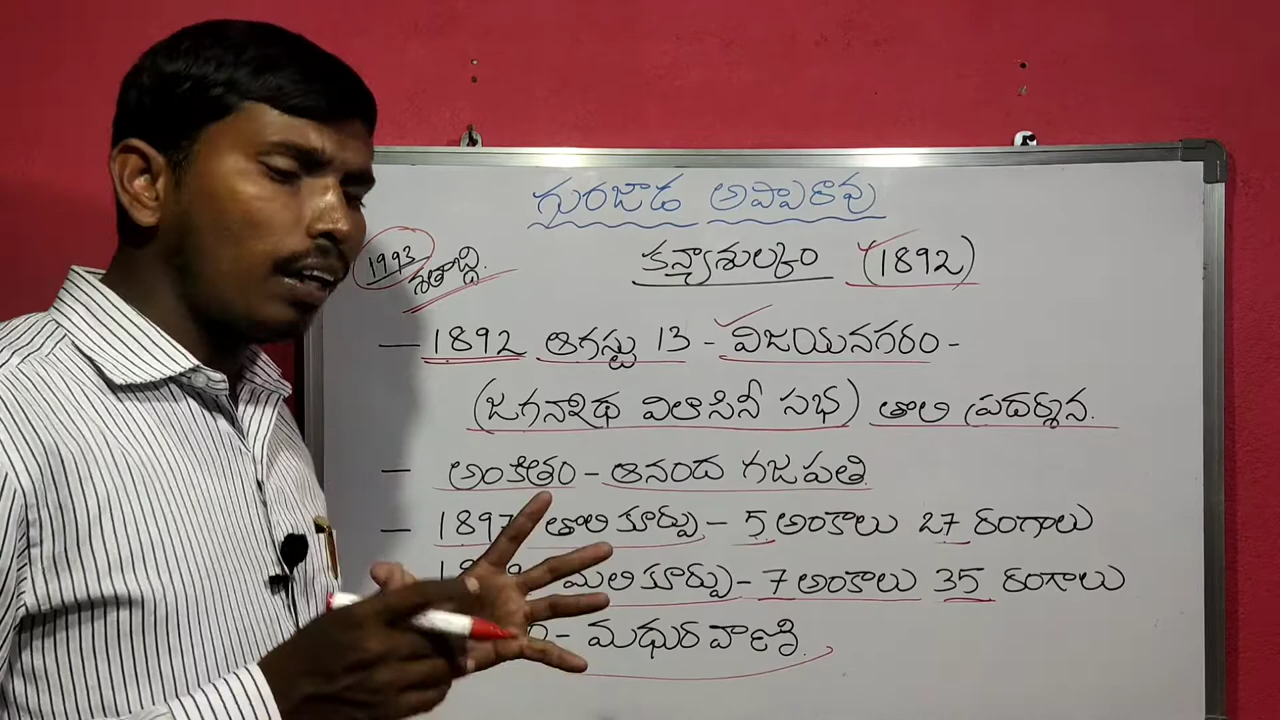 గురజాడ అప్పారావు
1993 శతాబ్ది.
కన్యాశుల్కం (1892)
- 1892 ఆగస్టు 13 - విజయనగరం -
(జగన్నాథ విలాసినీ సభ) తొలి ప్రదర్శన.
- అంకితం - ఆనంద గజపతి
- 1897 తొలి కూర్పు - 5 అంకాలు 27 రంగాలు
మలి కూర్పు - 7 అంకాలు 35 రంగాలు
- మధురవాణి.